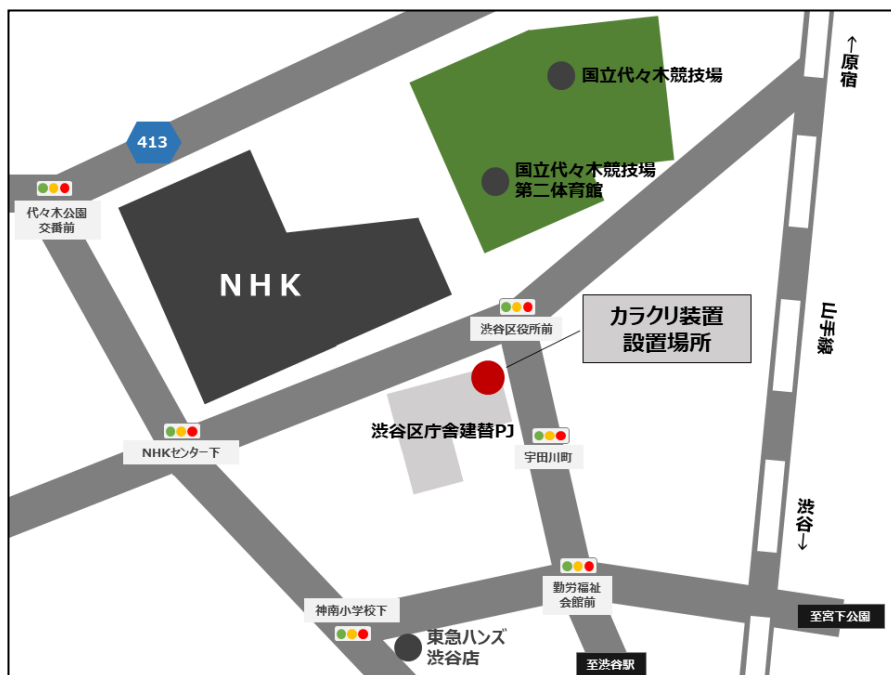 ←原宿
国立代々木競技場
413
国立代々木競技場
第二体育館
代々木公園
交番前
NHK
渋谷区役所前
カラクリ装置
設置場所
山手線
渋谷区庁舎建替PJ
NHKセンター下
宇田川町
渋谷→
勤労福祉
会館前
神南小学校下
至宮下公園
東急ハンズ
渋谷店
至渋谷駅